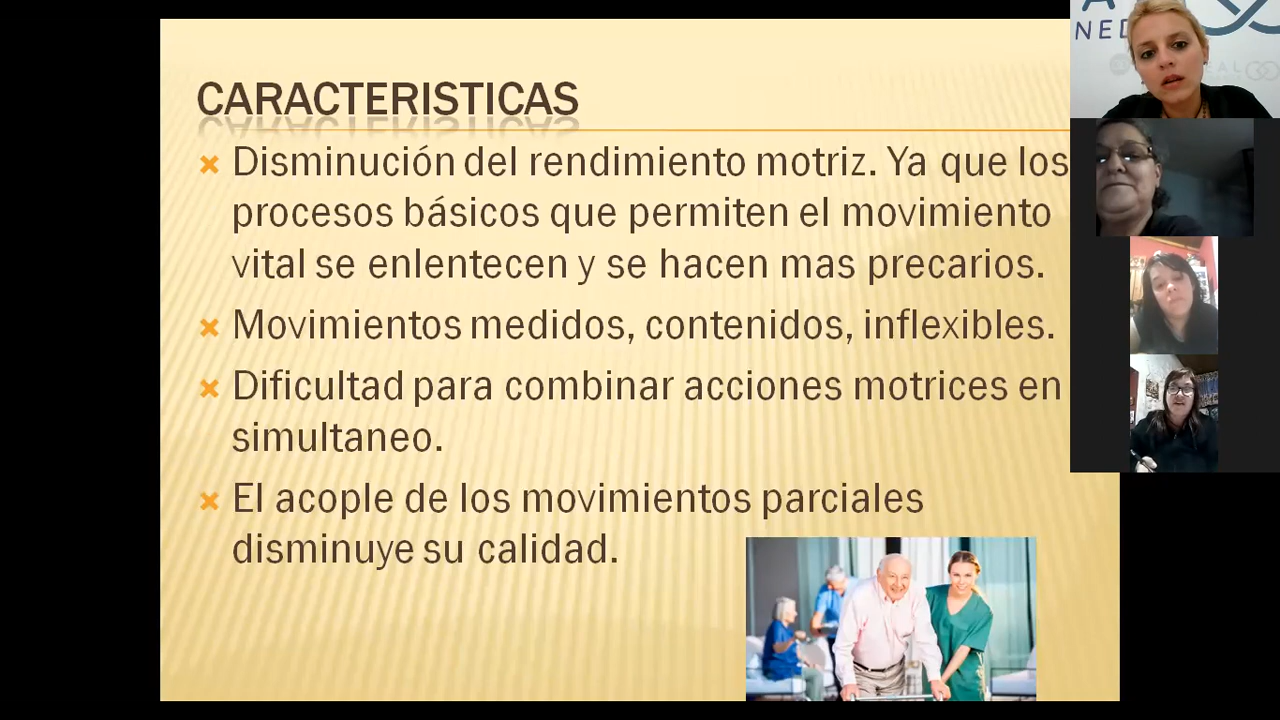 CARACTERISTICAS
Disminución del rendimiento motriz. Ya que los
procesos básicos que permiten el movimiento
vital se enlentecen y se hacen mas precarios.
Movimientos medidos, contenidos, inflexibles.
Dificultad para combinar acciones motrices en
simultaneo.
El acople de los movimientos parciales
disminuye su calidad.